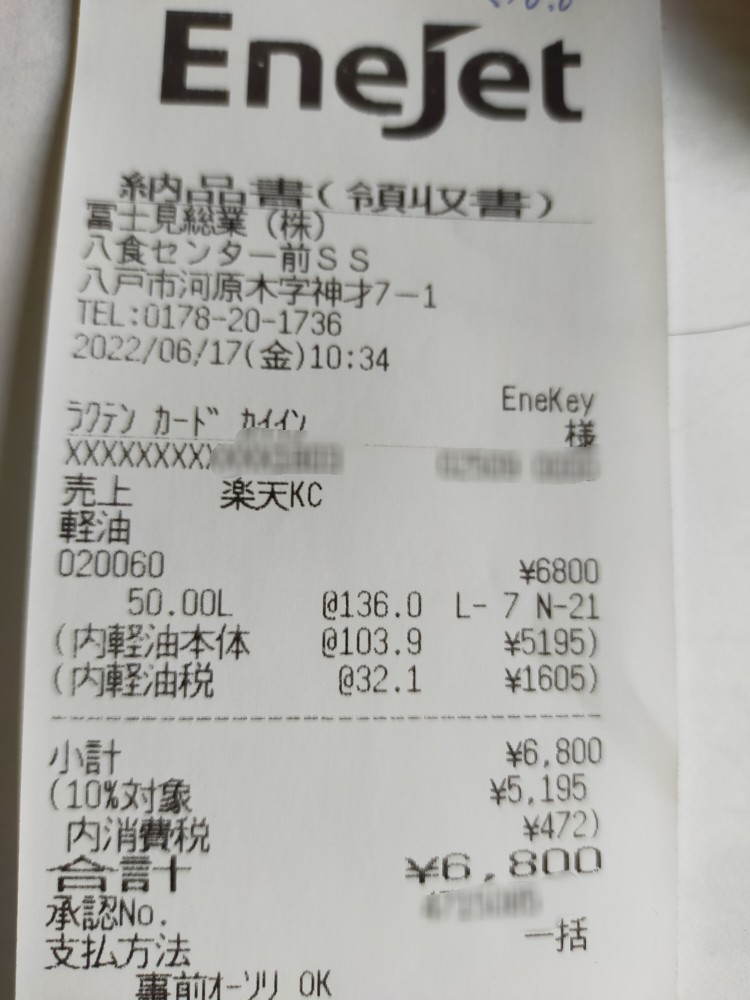 EneJet
納品書(領収書)
冨士見総業(株)
八食センター前SS
八戸市河原木字神才7-1
TEL:0178-20-1736
2022/06/17(金)10:34
EneKey
ラクテン カード カイイン 様
XXXXXXXXX
売上 楽天KC
軽油
020060 ¥6800
50.00L @136.0 L- 7 N-21
(内軽油本体 @103.9 ¥5195)
(内軽油税 @32.1 ¥1605)
小計 ¥6,800
(10%対象 ¥5,195
内消費税 ¥472)
合計 ¥6,800
承認No.
支払方法 一括
事前オーソリ OK